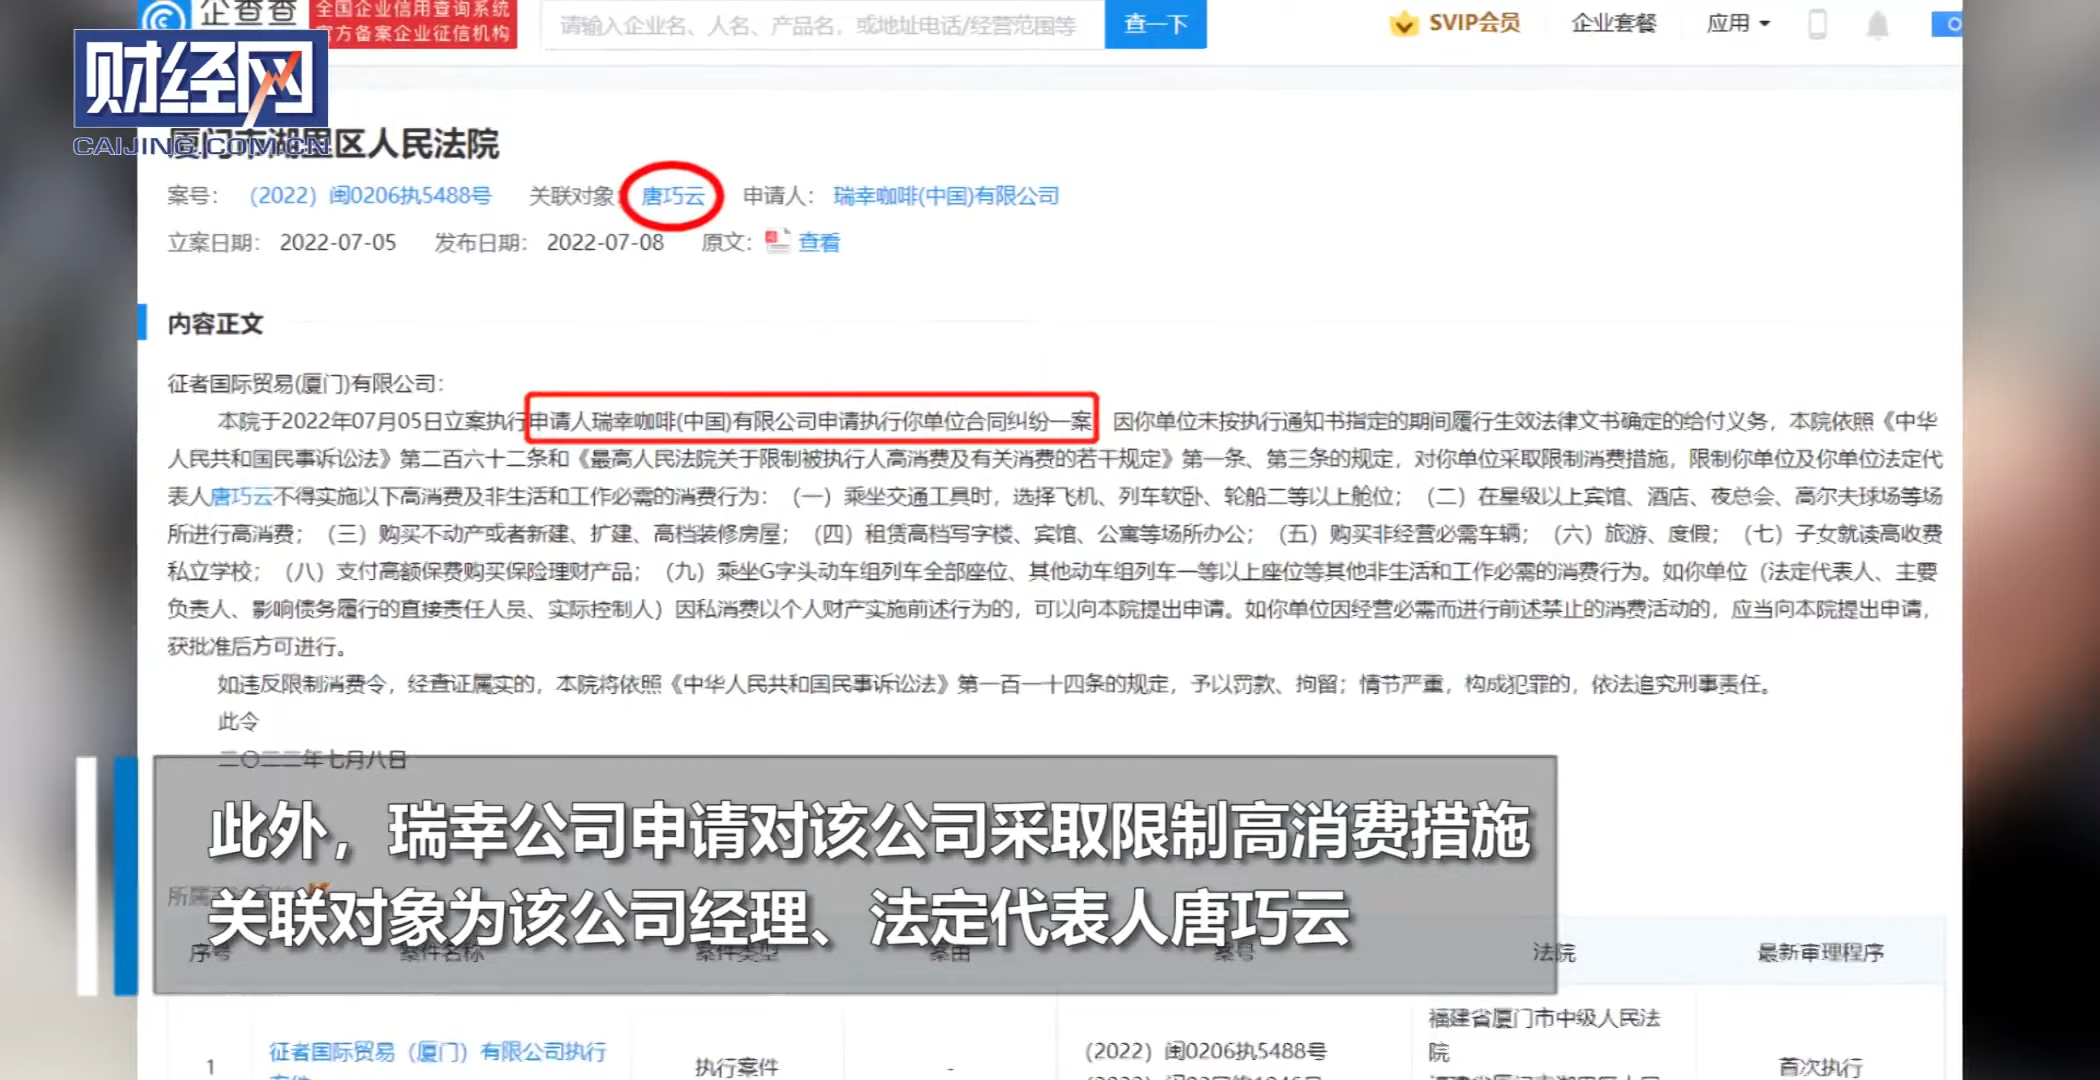 企查查
全国企业信用查询系统
官方备案企业征信机构
请输入企业名、人名、产品名，或地址电话/经营范围等
查一下
SVIP会员
企业套餐
应用
财经网
CAIJING.COM.CN
厦门市湖里区人民法院
案号： （2022）闽0206执5488号 关联对象： 唐巧云 申请人： 瑞幸咖啡(中国)有限公司
立案日期： 2022-07-05 发布日期： 2022-07-08 原文： 查看
内容正文
征者国际贸易(厦门)有限公司：
本院于2022年07月05日立案执行申请人瑞幸咖啡(中国)有限公司申请执行你单位合同纠纷一案 因你单位未按执行通知书指定的期间履行生效法律文书确定的给付义务，本院依照《中华
人民共和国民事诉讼法》第二百六十二条和《最高人民法院关于限制被执行人高消费及有关消费的若干规定》第一条、第三条的规定，对你单位采取限制消费措施，限制你单位及你单位法定代
表人唐巧云不得实施以下高消费及非生活和工作必需的消费行为：（一）乘坐交通工具时，选择飞机、列车软卧、轮船二等以上舱位；（二）在星级以上宾馆、酒店、夜总会、高尔夫球场等场
所进行高消费；（三）购买不动产或者新建、扩建、高档装修房屋；（四）租赁高档写字楼、宾馆、公寓等场所办公；（五）购买非经营必需车辆；（六）旅游、度假；（七）子女就读高收费
私立学校；（八）支付高额保费购买保险理财产品；（九）乘坐G字头动车组列车全部座位、其他动车组列车一等以上座位等其他非生活和工作必需的消费行为。如你单位（法定代表人、主要
负责人、影响债务履行的直接责任人员、实际控制人）因私消费以个人财产实施前述行为的，可以向本院提出申请。如你单位因经营必需而进行前述禁止的消费活动的，应当向本院提出申请，
获批准后方可进行。
如违反限制消费令，经查证属实的，本院将依照《中华人民共和国民事诉讼法》第一百一十四条的规定，予以罚款、拘留；情节严重，构成犯罪的，依法追究刑事责任。
此令
二〇二二年七月八日
此外，瑞幸公司申请对该公司采取限制高消费措施
关联对象为该公司经理、法定代表人唐巧云
序号 案件名称 案件类型 案由 案号 法院 最新审理程序
1 征者国际贸易（厦门）有限公司执行 执行案件 - （2022）闽0206执5488号 福建省厦门市中级人民法
院
首次执行